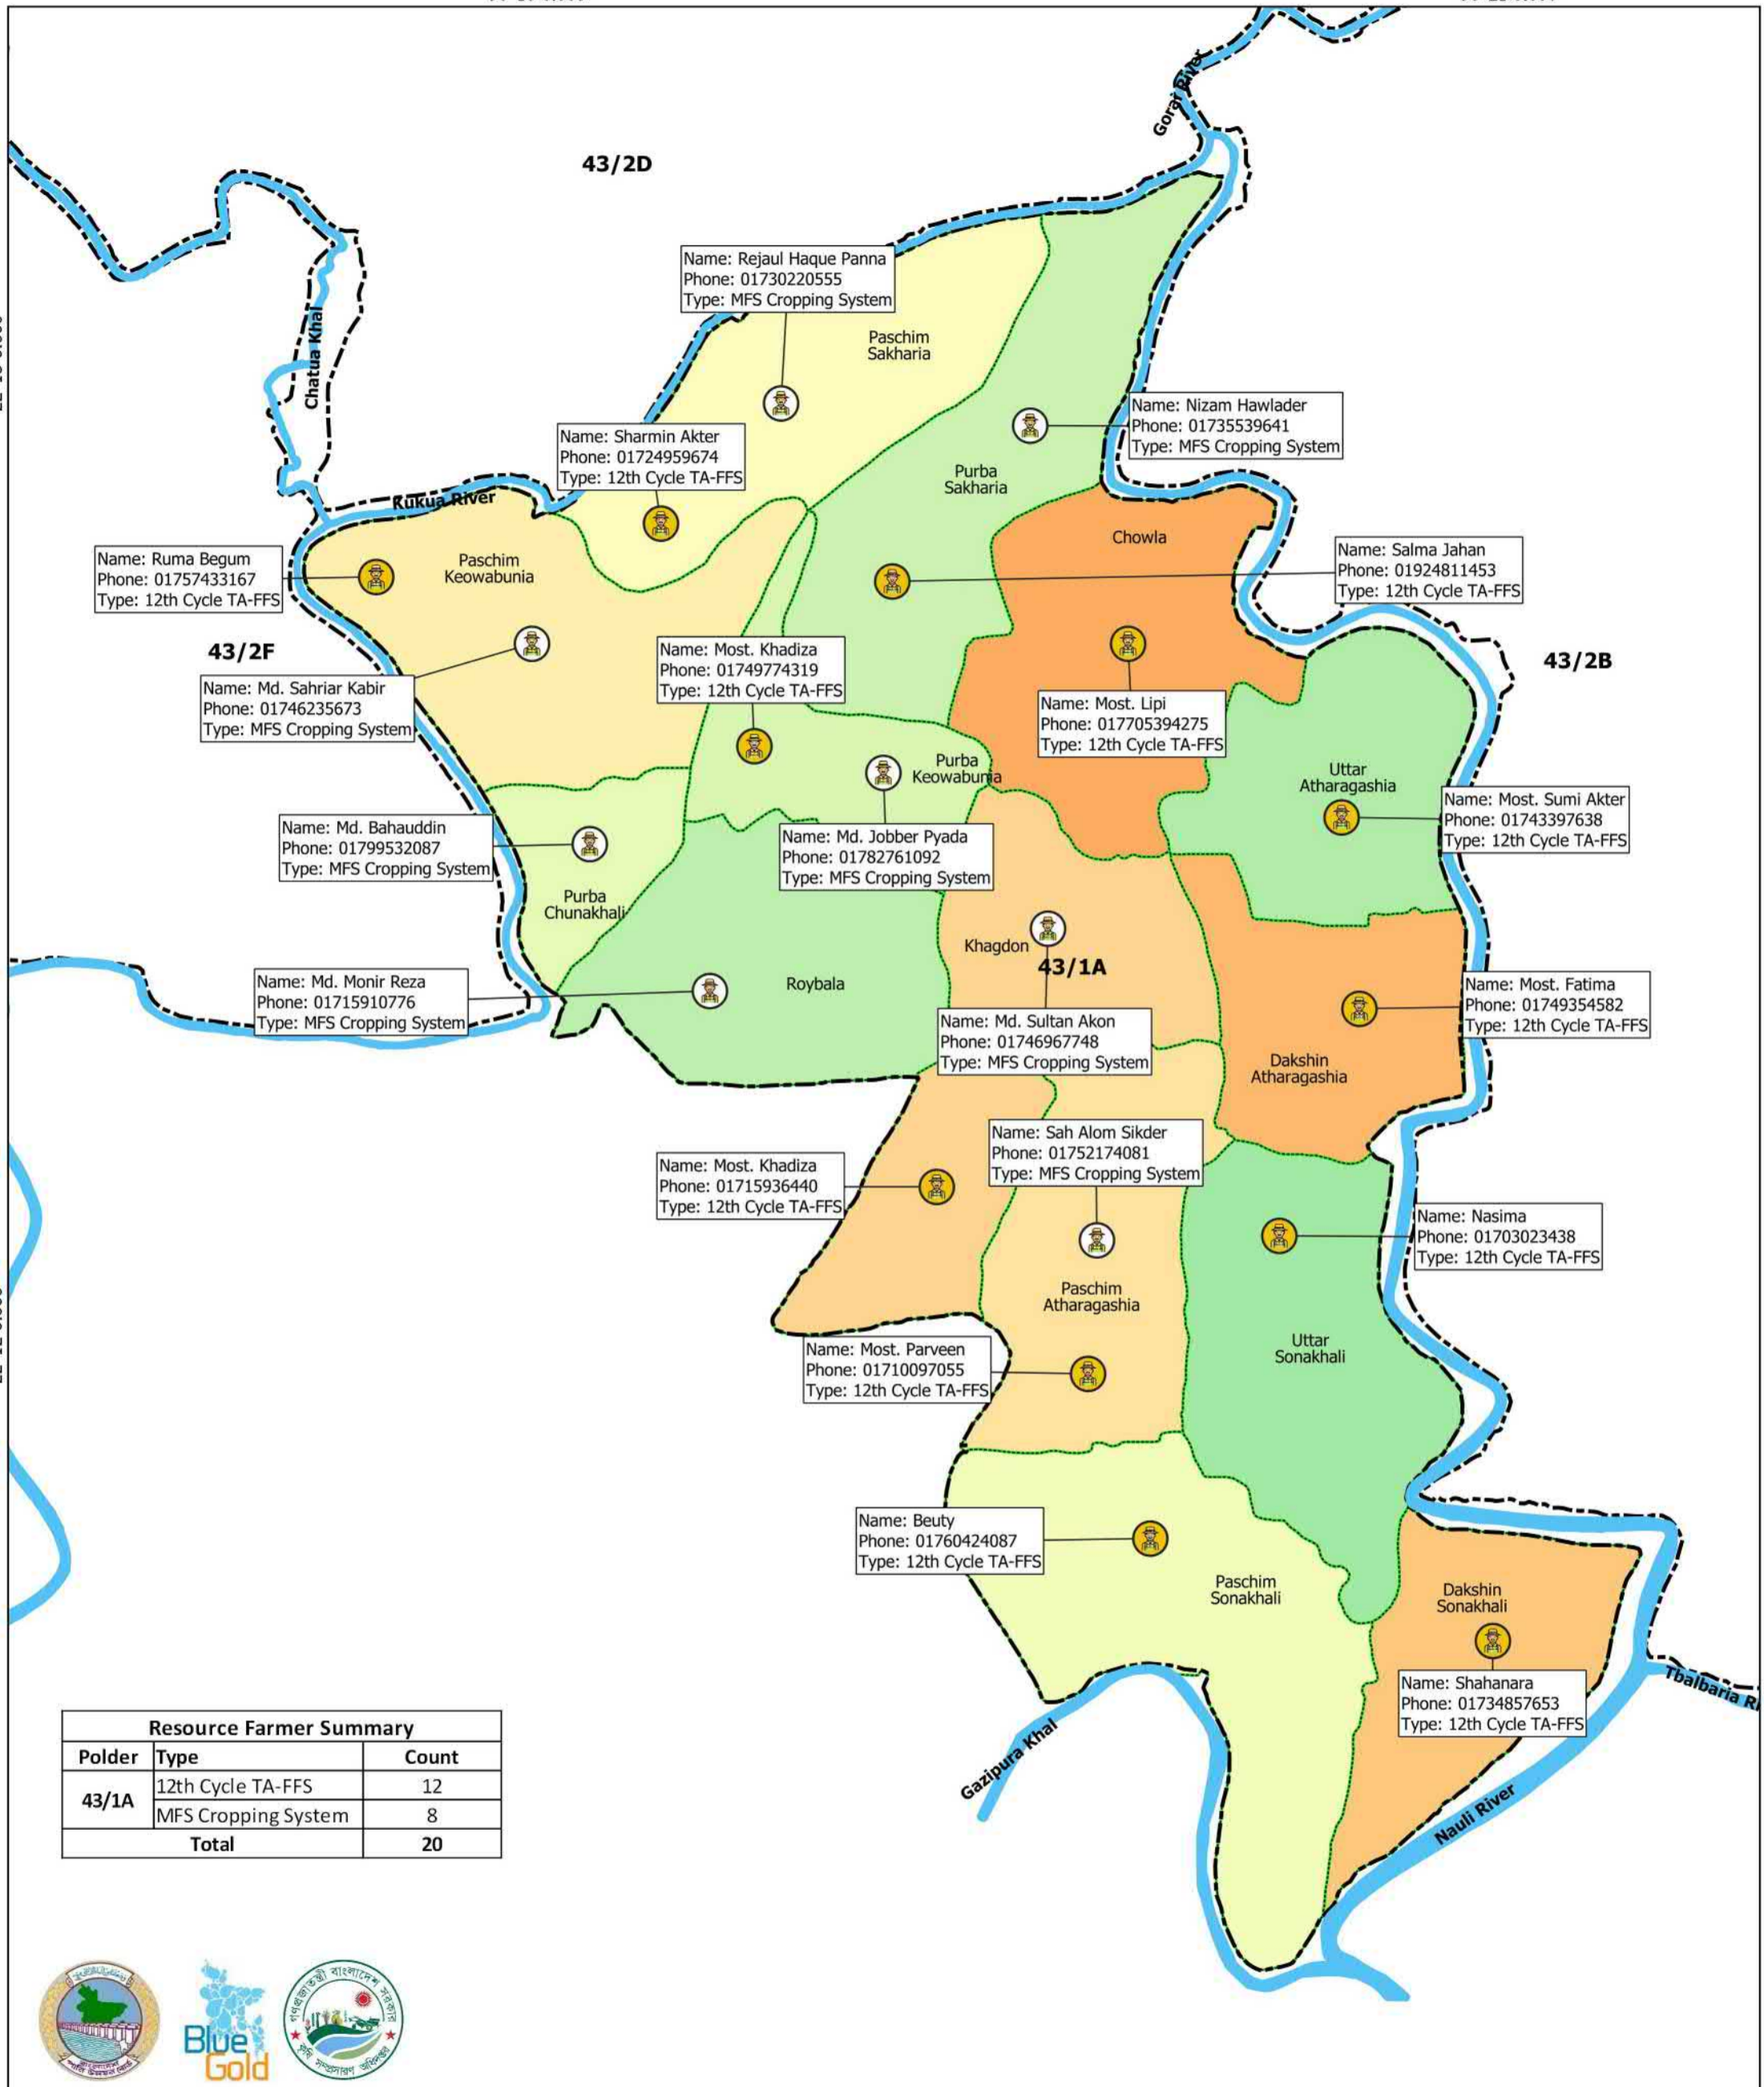 Gorai River
43/2D
Chatua Khal
Name: Rejaul Haque Panna
Phone: 01730220555
Type: MFS Cropping System
Paschim
Sakharia
Name: Nizam Hawlader
Phone: 01735539641
Type: MFS Cropping System
Name: Sharmin Akter
Phone: 01724959674
Type: 12th Cycle TA-FFS
Purba
Sakharia
Kukua River
Chowla
Name: Ruma Begum
Phone: 01757433167
Type: 12th Cycle TA-FFS
Paschim
Keowabunia
Name: Salma Jahan
Phone: 01924811453
Type: 12th Cycle TA-FFS
43/2F
Name: Most. Khadiza
Phone: 01749774319
Type: 12th Cycle TA-FFS
43/2B
Name: Md. Sahriar Kabir
Phone: 01746235673
Type: MFS Cropping System
Name: Most. Lipi
Phone: 017705394275
Type: 12th Cycle TA-FFS
Purba
Keowabunia
Uttar
Atharagashia
Name: Most. Sumi Akter
Phone: 01743397638
Type: 12th Cycle TA-FFS
Name: Md. Bahauddin
Phone: 01799532087
Type: MFS Cropping System
Name: Md. Jobber Pyada
Phone: 01782761092
Type: MFS Cropping System
Purba
Chunakhali
Khagdon
43/1A
Name: Md. Monir Reza
Phone: 01715910776
Type: MFS Cropping System
Roybala
Name: Most. Fatima
Phone: 01749354582
Type: 12th Cycle TA-FFS
Name: Md. Sultan Akon
Phone: 01746967748
Type: MFS Cropping System
Dakshin
Atharagashia
Name: Sah Alom Sikder
Phone: 01752174081
Type: MFS Cropping System
Name: Most. Khadiza
Phone: 01715936440
Type: 12th Cycle TA-FFS
Name: Nasima
Phone: 01703023438
Type: 12th Cycle TA-FFS
Paschim
Atharagashia
Uttar
Sonakhali
Name: Most. Parveen
Phone: 01710097055
Type: 12th Cycle TA-FFS
Name: Beuty
Phone: 01760424087
Type: 12th Cycle TA-FFS
Paschim
Sonakhali
Dakshin
Sonakhali
Name: Shahanara
Phone: 01734857653
Type: 12th Cycle TA-FFS
Tbalbaria R
Gazipura Khal
Nauli River
Resource Farmer Summary
Polder Type Count
43/1A
12th Cycle TA-FFS 12
MFS Cropping System 8
Total 20
Blue
Gold
গণপ্রজাতন্ত্রী বাংলাদেশ সরকার
কৃষি সম্প্রসারণ অধিদপ্তর